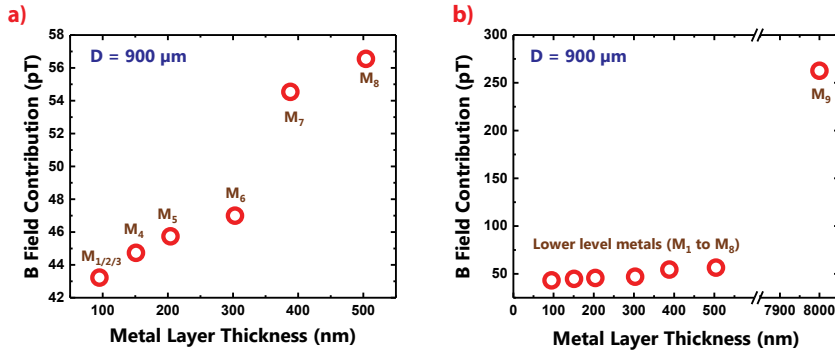 a)
D = 900 µm
B Field Contribution (pT)
58
56
54
52
50
48
46
44
42
M1/2/3
M4
M5
M6
M7
M8
100
200
300
400
500
Metal Layer Thickness (nm)
b)
D = 900 µm
B Field Contribution (pT)
300
250
200
150
100
50
M9
Lower level metals (M1 to M8)
0
100
200
300
400
500
600
7900
8000
Metal Layer Thickness (nm)